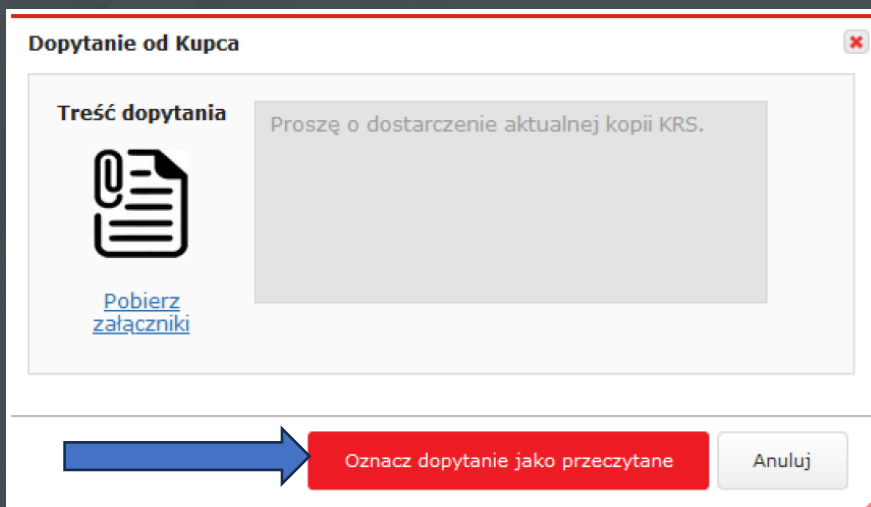 Dopytanie od Kupca
Treść dopytania
Proszę o dostarczenie aktualnej kopii KRS.
Pobierz
załączniki
Oznacz dopytanie jako przeczytane
Anuluj